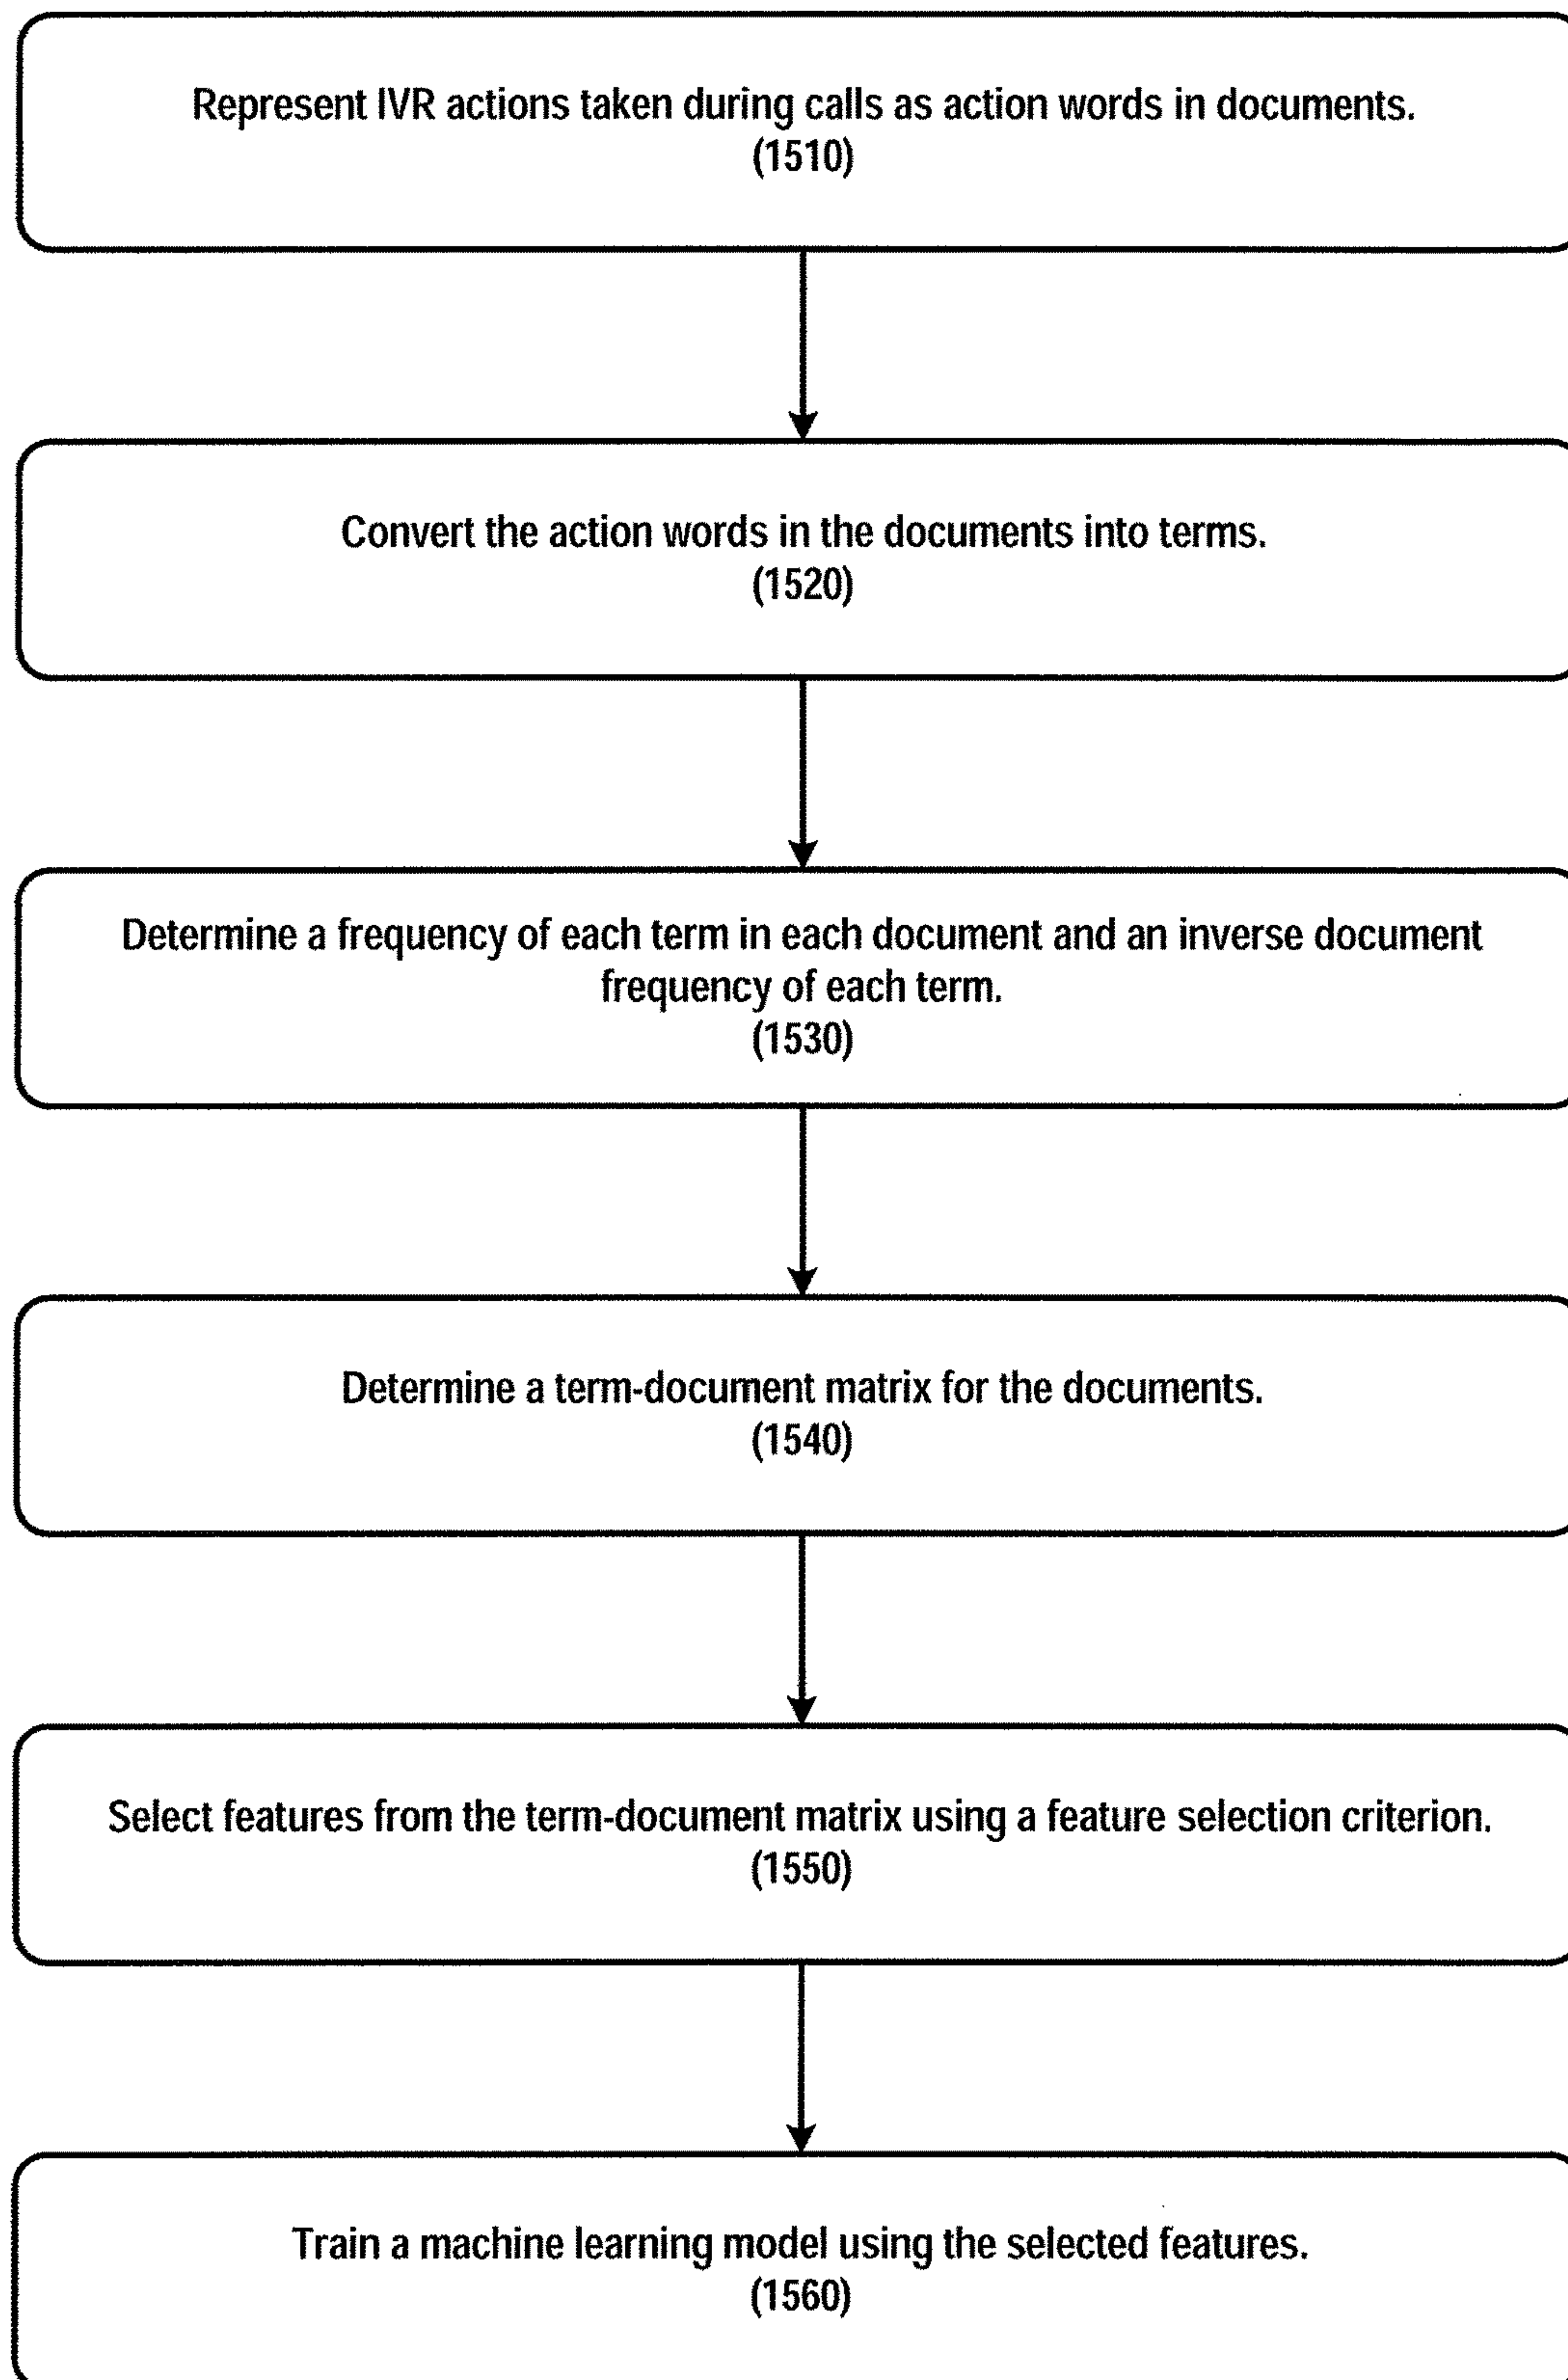 Represent IVR actions taken during calls as action words in documents.
(1510)
Convert the action words in the documents into terms.
(1520)
Determine a frequency of each term in each document and an inverse document
frequency of each term.
(1530)
Determine a term-document matrix for the documents.
(1540)
Select features from the term-document matrix using a feature selection criterion.
(1550)
Train a machine learning model using the selected features.
(1560)